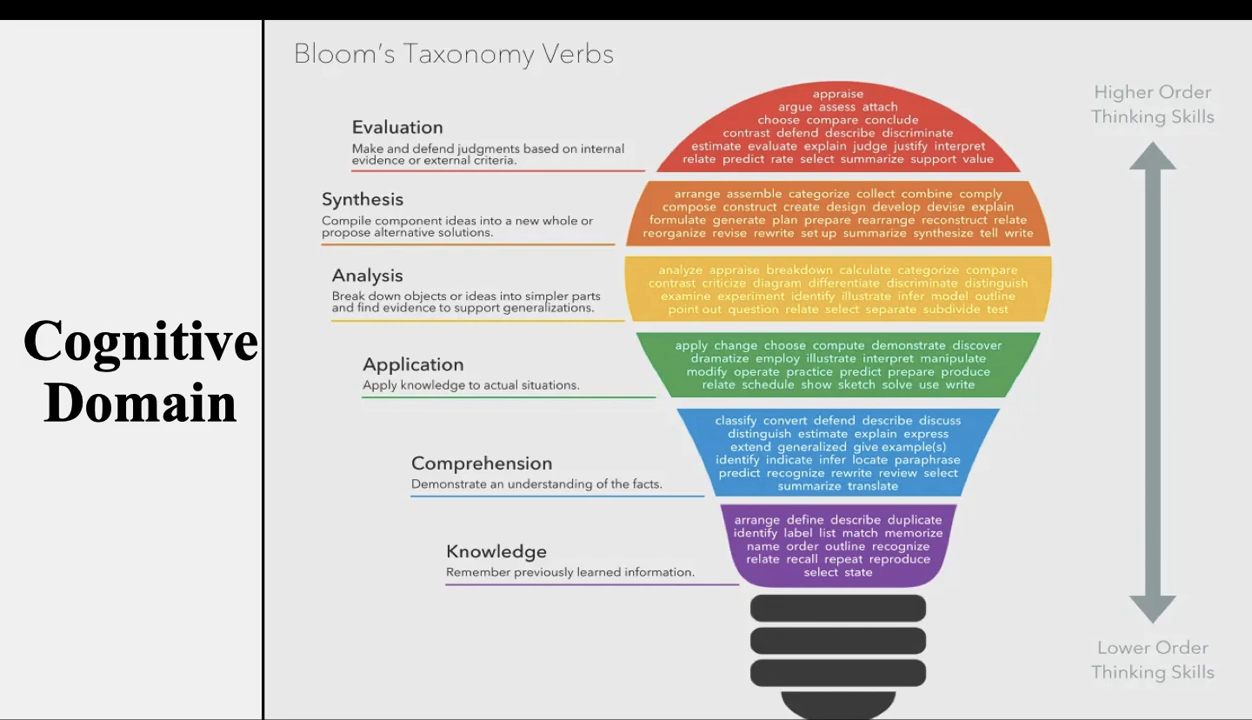 Cognitive
Domain
Bloom's Taxonomy Verbs
Evaluation
Make and defend judgments based on internal
evidence or external criteria.
appraise
argue assess attach
choose compare conclude
contrast defend describe discriminate
estimate evaluate explain judge justify interpret
relate predict rate select summarize support value
Synthesis
Compile component ideas into a new whole or
propose alternative solutions.
arrange assemble categorize collect combine comply
compose construct create design develop devise explain
formulate generate plan prepare rearrange reconstruct relate
reorganize revise rewrite set up summarize synthesize tell write
Analysis
Break down objects or ideas into simpler parts
and find evidence to support generalizations.
analyze appraise breakdown calculate categorize compare
contrast criticize diagram differentiate discriminate distinguish
examine experiment identify illustrate infer model outline
point out question relate select separate subdivide test
Application
Apply knowledge to actual situations.
apply change choose compute demonstrate discover
dramatize employ illustrate interpret manipulate
modify operate practice predict prepare produce
relate schedule show sketch solve use write
Comprehension
Demonstrate an understanding of the facts.
classify convert defend describe discuss
distinguish estimate explain express
extend generalized give example(s)
identify indicate infer locate paraphrase
predict recognize rewrite review select
summarize translate
Knowledge
Remember previously learned information.
arrange define describe duplicate
identify label list match memorize
name order outline recognize
relate recall repeat reproduce
select state
Higher Order
Thinking Skills
Lower Order
Thinking Skills